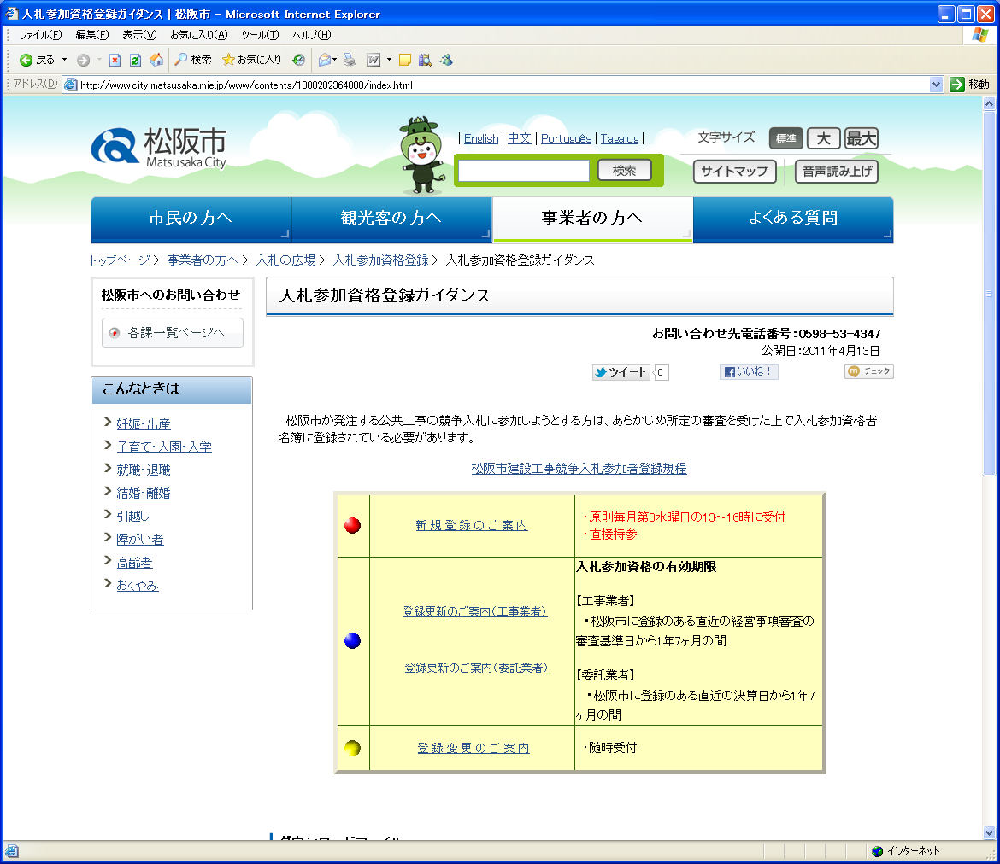 入札参加資格登録ガイダンス | 松阪市 - Microsoft Internet Explorer
ファイル(F) 編集(E) 表示(V) お気に入り(A) ツール(T) ヘルプ(H)
戻る 検索 お気に入り
アドレス(D) http://www.city.matsusaka.mie.jp/www/contents/1000202364000/index.html 移動
松阪市
Matsusaka City
| English | 中文 | Português | Tagalog |
検索
文字サイズ 標準 大 最大
サイトマップ 音声読み上げ
市民の方へ 観光客の方へ 事業者の方へ よくある質問
トップページ > 事業者の方へ > 入札の広場 > 入札参加資格登録 > 入札参加資格登録ガイダンス
松阪市へのお問い合わせ
各課一覧ページへ
こんなときは
妊娠・出産
子育て・入園・入学
就職・退職
結婚・離婚
引越し
障がい者
高齢者
おくやみ
入札参加資格登録ガイダンス
お問い合わせ先電話番号:0598-53-4347
公開日:2011年4月13日
ツイート 0 いいね! チェック
松阪市が発注する公共工事の競争入札に参加しようとする方は、あらかじめ所定の審査を受けた上で入札参加資格者
名簿に登録されている必要があります。
松阪市建設工事競争入札参加者登録規程
新規登録のご案内
・原則毎月第3水曜日の13～16時に受付
・直接持参
登録更新のご案内(工事業者)
登録更新のご案内(委託業者)
入札参加資格の有効期限
【工事業者】
・松阪市に登録のある直近の経営事項審査の
審査基準日から1年7ヶ月の間
【委託業者】
・松阪市に登録のある直近の決算日から1年7
ヶ月の間
登録変更のご案内
・随時受付
ダウンロードファイル
インターネット